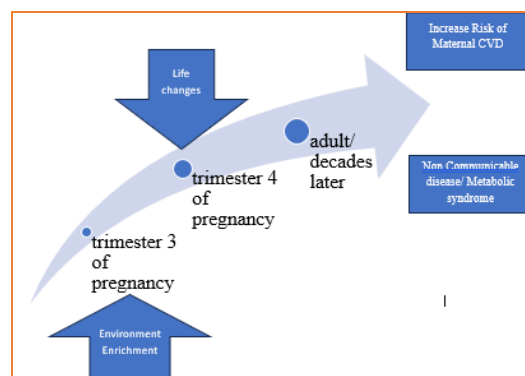 Increase Risk of
Maternal CVD
Life
changes
adult/
decades
later
trimester 4
of
pregnancy
Non Communicable
disease/ Metabolic
syndrome
trimester 3
of
pregnancy
Environment
Enrichment